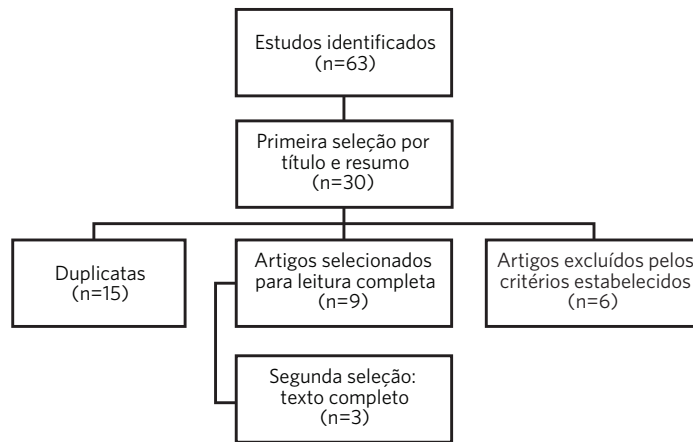 Estudos identificados
(n=63)
Primeira seleção por
título e resumo
(n=30)
Duplicatas
(n=15)
Artigos selecionados
para leitura completa
(n=9)
Artigos excluídos pelos
critérios estabelecidos
(n=6)
Segunda seleção:
texto completo
(n=3)